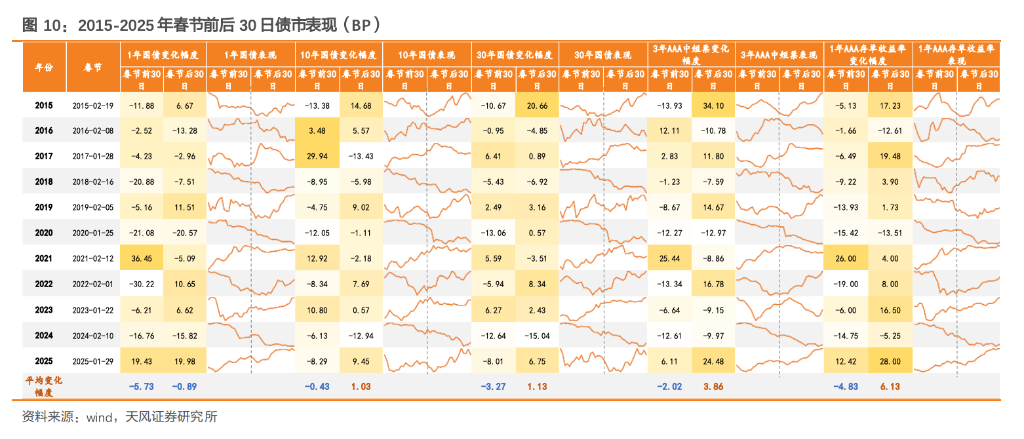 图 10：2015-2025 年春节前后 30 日债市表现（BP）
年份 春节 1年国债变化幅度 1年国债表现 10年国债变化幅度 10年国债表现 30年国债变化幅度 30年国债表现 3年AAA中短票变化幅度 3年AAA中短票表现 1年AAA存单收益率变化幅度 1年AAA存单收益率表现
春节前30日 春节后30日 春节前30日 春节后30日 春节前30日 春节后30日 春节前30日 春节后30日 春节前30日 春节后30日 春节前30日 春节后30日 春节前30日 春节后30日 春节前30日 春节后30日 春节前30日 春节后30日 春节前30日 春节后30日
2015 2015-02-19 -11.88 6.67 -13.38 14.68 -10.67 20.66 -13.93 34.10 -5.13 17.23
2016 2016-02-08 -2.52 -13.28 3.48 5.57 -0.95 -4.85 12.11 -10.78 -1.66 -12.61
2017 2017-01-28 -4.23 -2.96 29.94 -13.43 6.41 0.89 2.83 11.80 -6.49 19.48
2018 2018-02-16 -20.88 -7.51 -8.95 -5.98 -5.43 -6.92 -1.23 -7.59 -9.22 3.90
2019 2019-02-05 -5.16 11.51 -4.75 9.02 2.49 3.16 -8.67 14.67 -13.93 1.73
2020 2020-01-25 -21.08 -20.57 -12.05 -1.11 -13.06 0.57 -12.27 -12.97 -15.42 -13.51
2021 2021-02-12 36.45 -5.09 12.92 -2.18 5.59 -3.51 25.44 -8.86 26.00 4.00
2022 2022-02-01 -30.22 10.65 -8.34 7.69 -5.94 8.34 -13.34 16.78 -19.00 8.00
2023 2023-01-22 -6.21 6.62 10.80 0.57 6.27 2.43 -6.64 -9.15 -6.00 16.50
2024 2024-02-10 -16.76 -15.82 -6.13 -12.94 -12.64 -15.04 -12.61 -9.97 -14.75 -5.25
2025 2025-01-29 19.43 19.98 -8.29 9.45 -8.01 6.75 6.11 24.48 12.42 28.00
平均变化幅度 -5.73 -0.89 -0.43 1.03 -3.27 1.13 -2.02 3.86 -4.83 6.13
资料来源：wind，天风证券研究所